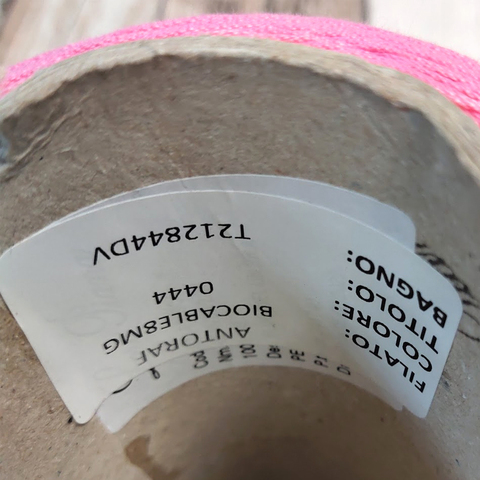 FILATO: ANTORAF
COLORE: BIOCABLE8MG
TITOLO: 0444
BAGNO: T212844DV